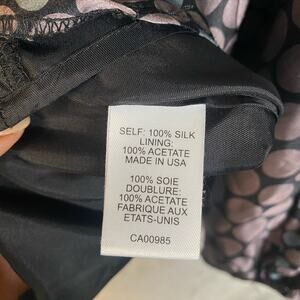 SELF: 100% SILK
LINING:
100% ACETATE
MADE IN USA
100% SOIE
DOUBLURE:
100% ACETATE
FABRIQUE AUX
ETATS-UNIS
CA00985